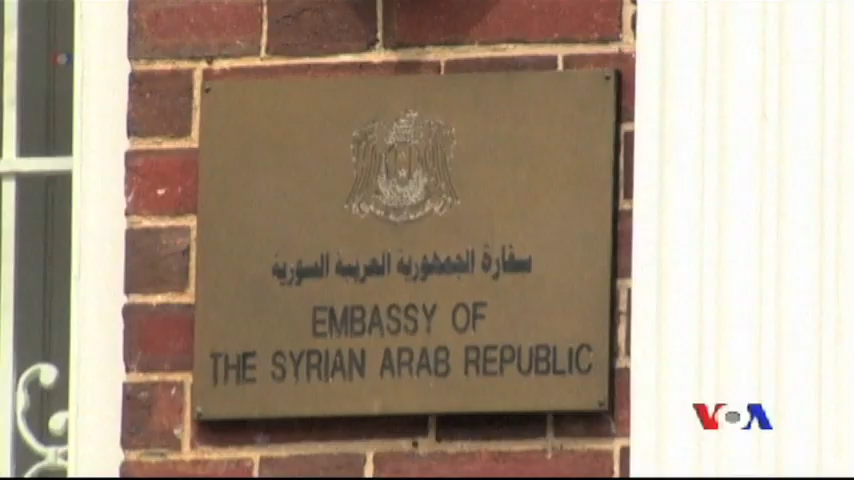 سفارة الجمهورية العربية السورية
EMBASSY OF
THE SYRIAN ARAB REPUBLIC
VOA